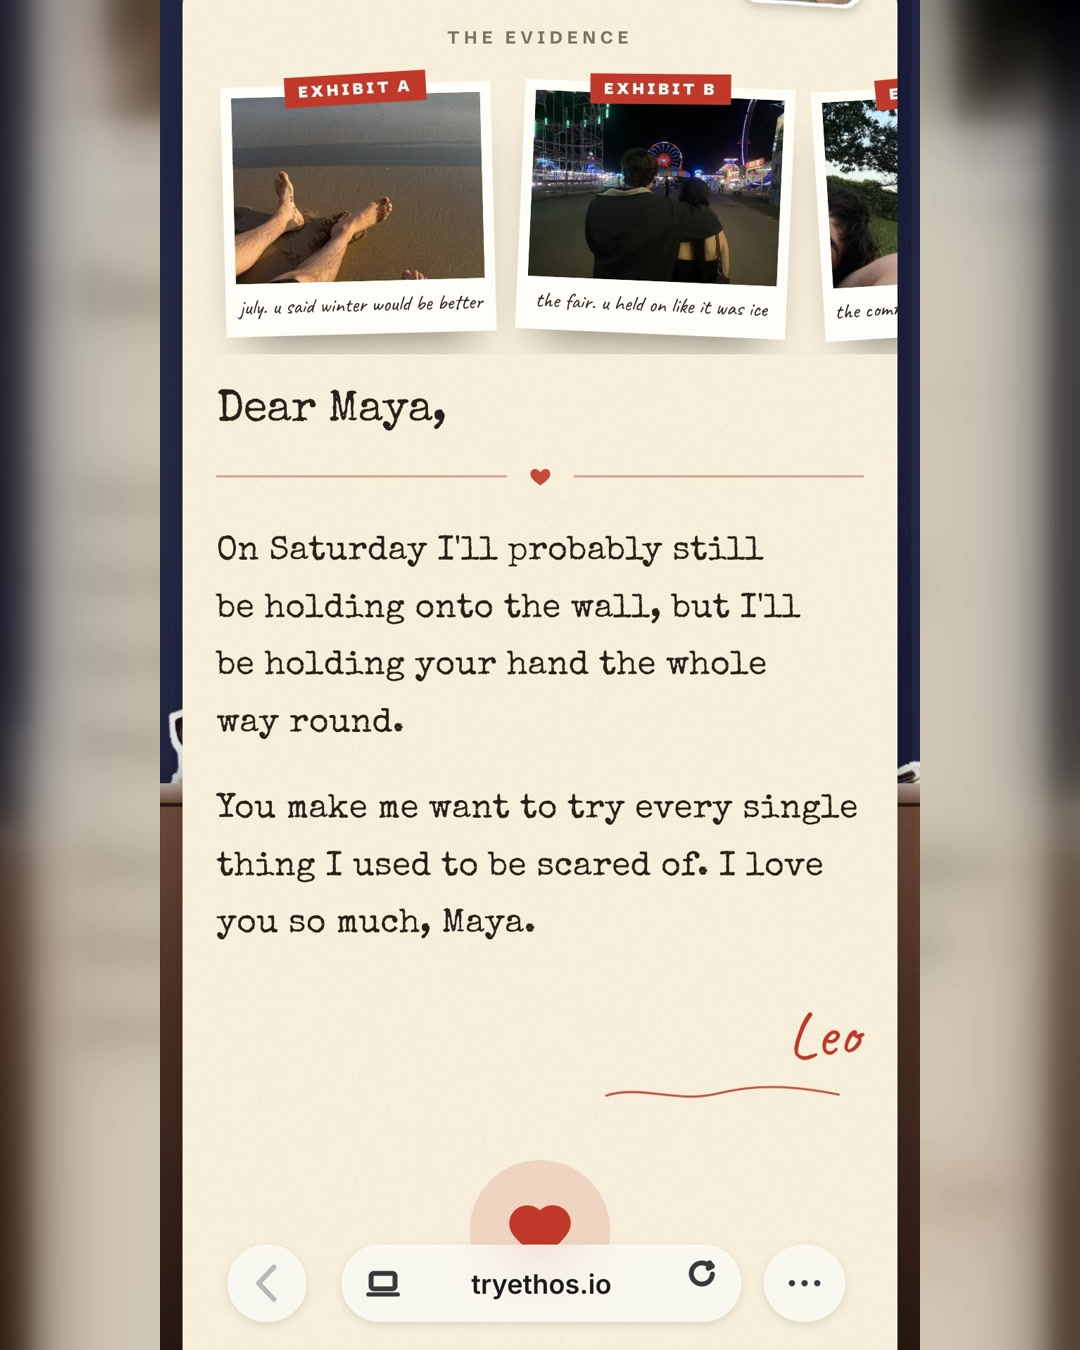 THE EVIDENCE
EXHIBIT A
EXHIBIT B
E
july. u said winter would be better
the fair. u held on like it was ice
the com
Dear Maya,
On Saturday I'll probably still
be holding onto the wall, but I'll
be holding your hand the whole
way round.
You make me want to try every single
thing I used to be scared of. I love
you so much, Maya.
Leo
tryethos.io